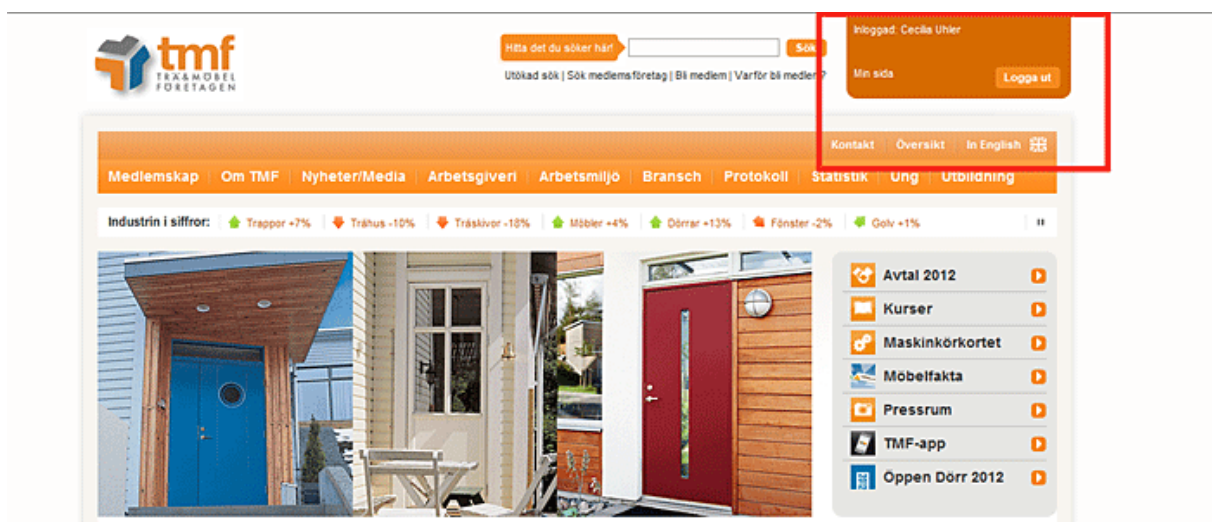 tmf
TRÄ & MÖBEL
FÖRETAGEN
Hitta det du söker här!
Sök
Utökad sök | Sök medlemsföretag | Bli medlem | Varför bli medlem?
Inloggad: Cecilia Uhler
Min sida
Logga ut
Kontakt Översikt In English
Medlemskap Om TMF Nyheter/Media Arbetsgiveri Arbetsmiljö Bransch Protokoll Statistik Ung Utbildning
Industrin i siffror: Trappor +7% Trähus -10% Träskivor -18% Möbler +4% Dörrar +13% Fönster -2% Golv +1%
Avtal 2012
Kurser
Maskinkörkortet
Möbelfakta
Pressrum
TMF-app
Öppen Dörr 2012